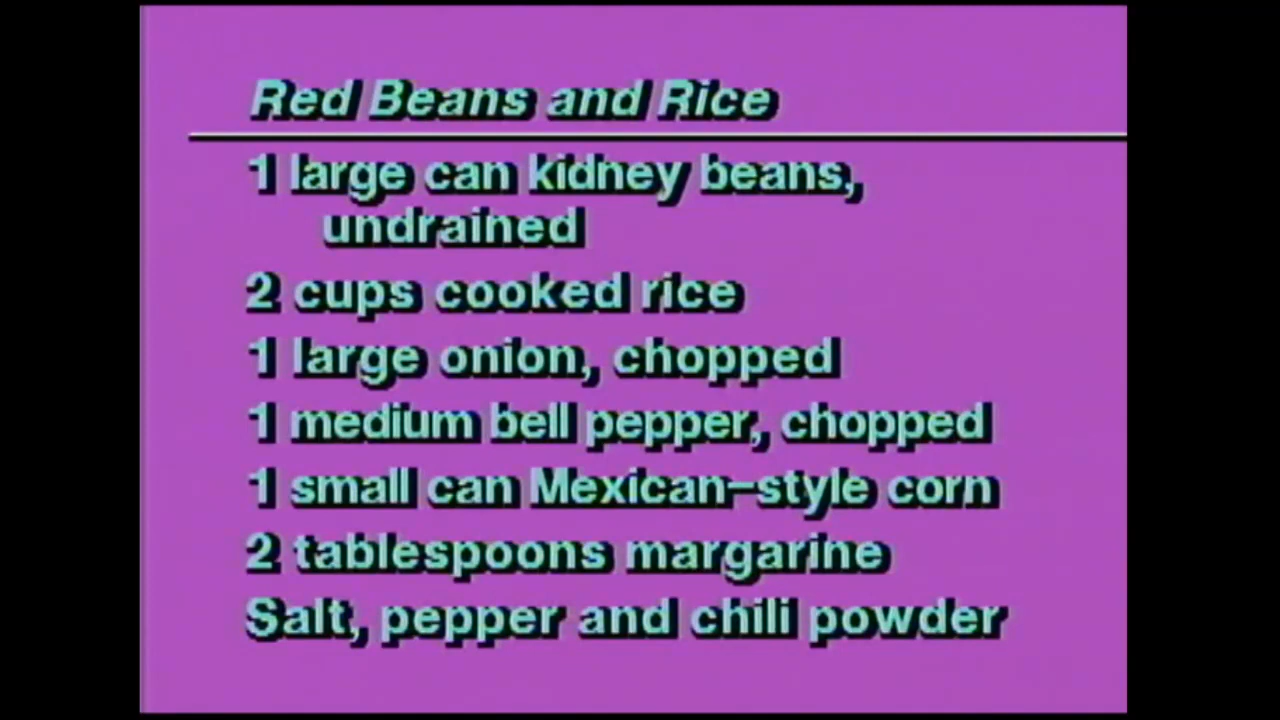 Red Beans and Rice
1 large can kidney beans,
undrained
2 cups cooked rice
1 large onion, chopped
1 medium bell pepper, chopped
1 small can Mexican-style corn
2 tablespoons margarine
Salt, pepper and chili powder